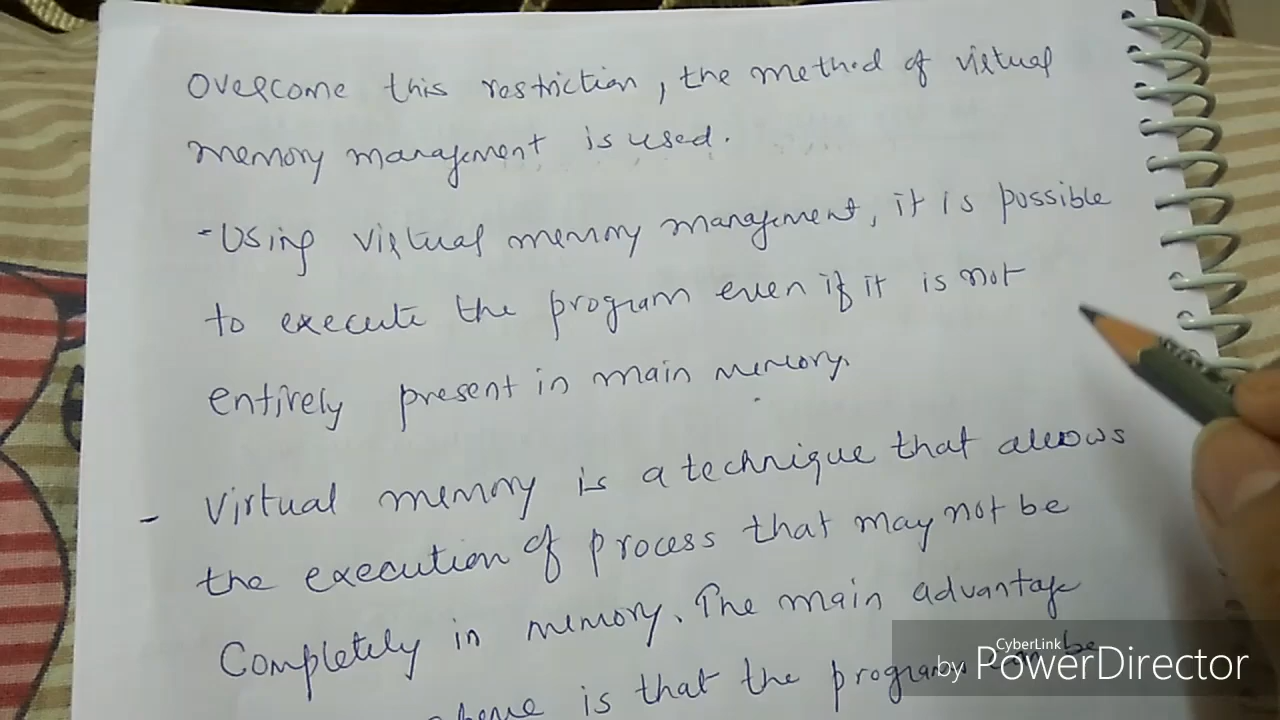 overcome this restriction, the method of virtual
memory management is used.
- Using virtual memory management, it is possible
to execute the program even if it is not
entirely present in main memory.
- Virtual memory is a technique that allows
the execution of process that may not be
Completely in memory. The main advantage
is that the program can be
CyberLink
by PowerDirector